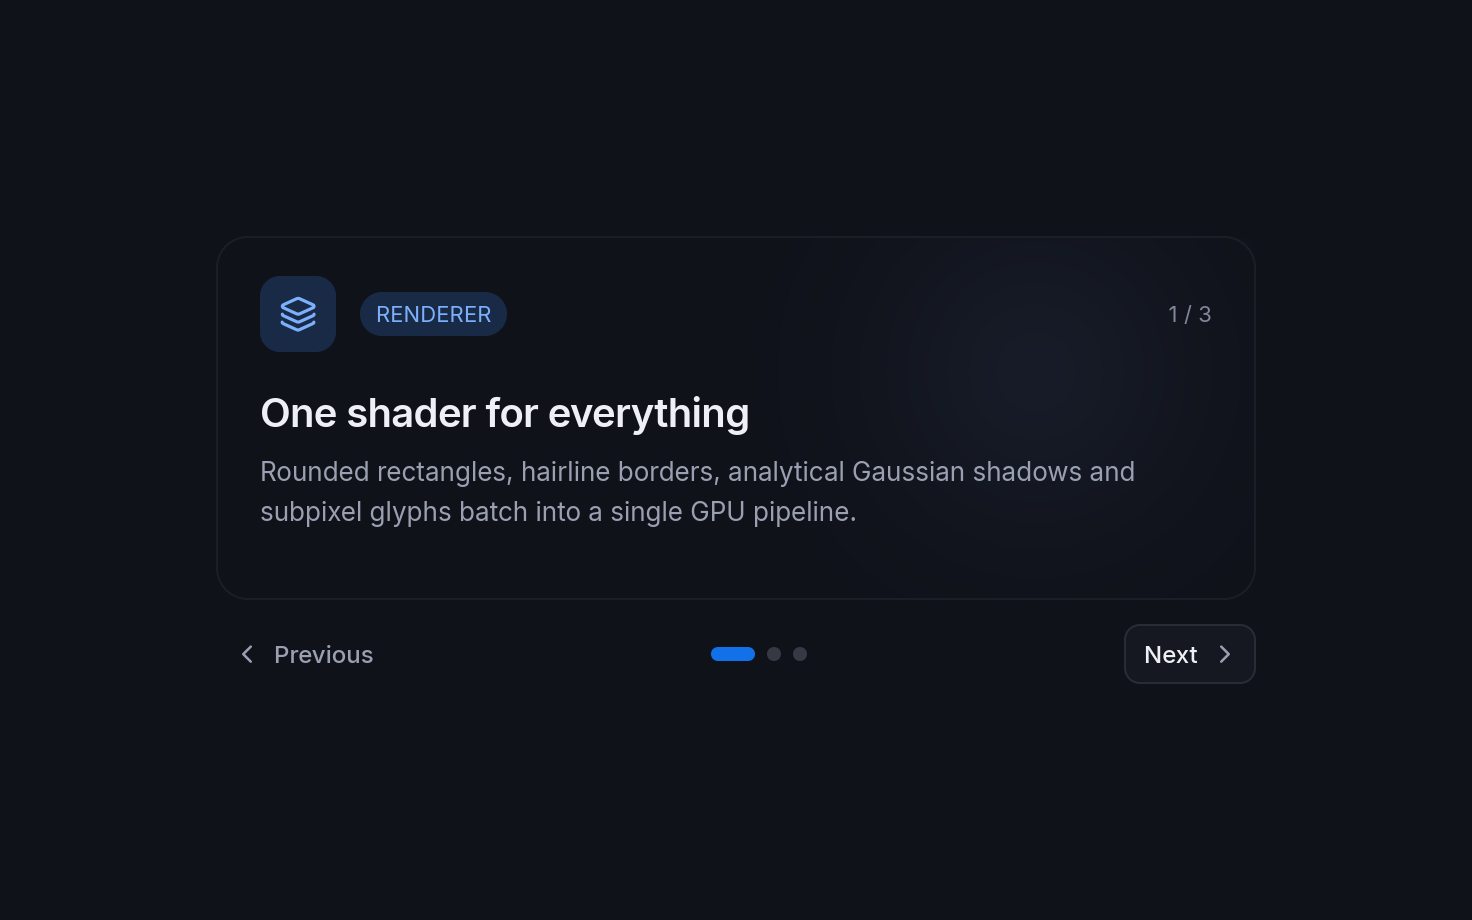 RENDERER
1 / 3
One shader for everything
Rounded rectangles, hairline borders, analytical Gaussian shadows and
subpixel glyphs batch into a single GPU pipeline.
Previous
Next